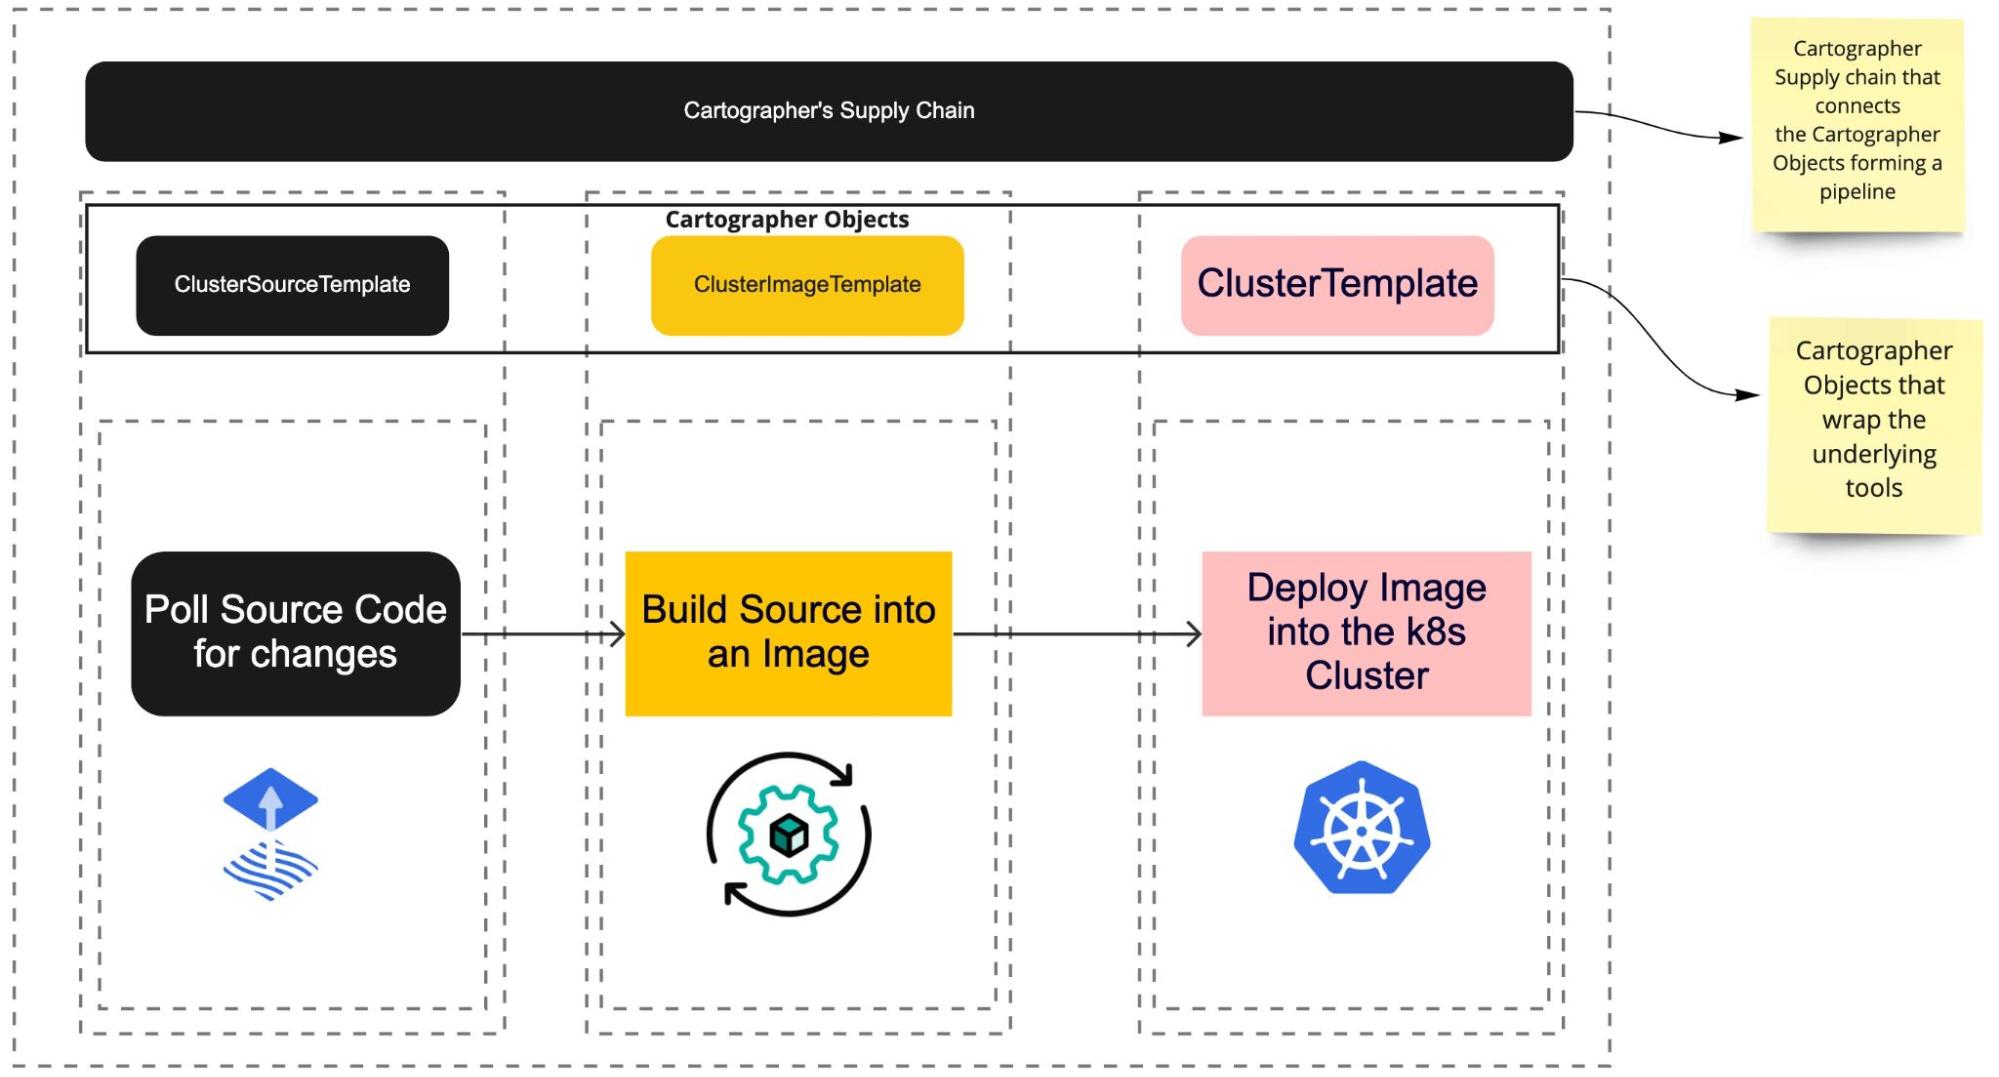 Cartographer's Supply Chain
Cartographer
Supply chain that
connects
the Cartographer
Objects forming a
pipeline
Cartographer Objects
ClusterSourceTemplate
ClusterImageTemplate
ClusterTemplate
Cartographer
Objects that
wrap the
underlying
tools
Poll Source Code
for changes
Build Source into
an Image
Deploy Image
into the k8s
Cluster